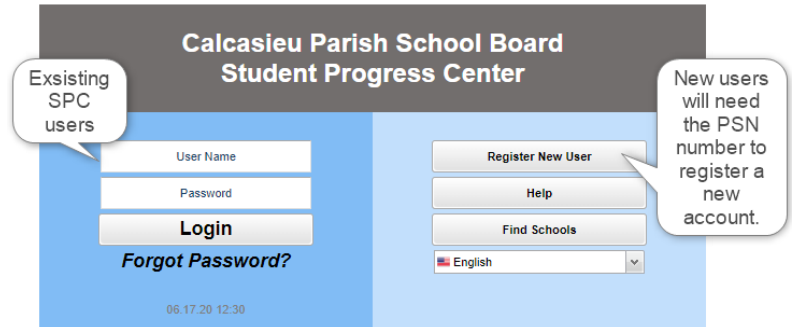 Calcasieu Parish School Board
Student Progress Center
Exsisting
SPC
users
User Name
Password
Login
Forgot Password?
06.17.20 12:30
Register New User
Help
Find Schools
English
New users
will need
the PSN
number to
register a
new
account.